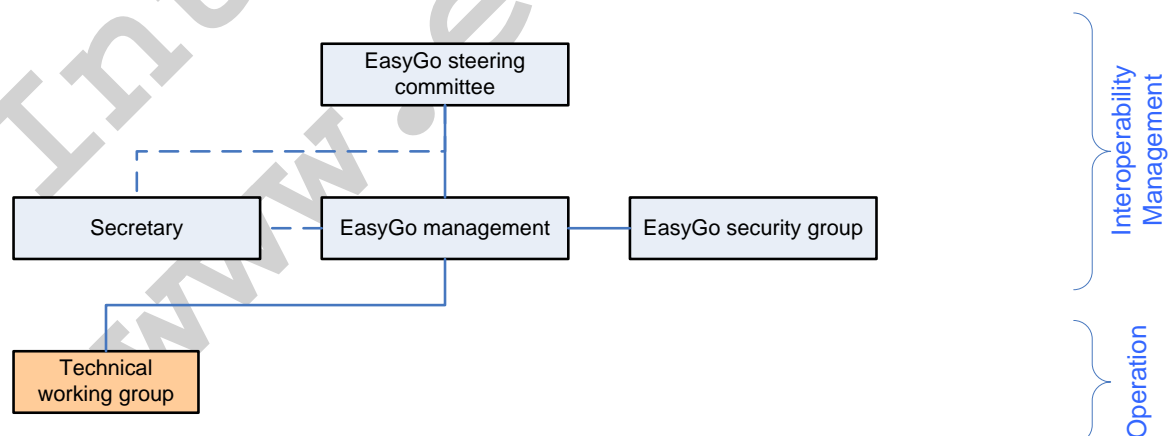 EasyGo steering
committee
Secretary
EasyGo management
EasyGo security group
Technical
working group
Interoperability
Management
Operation